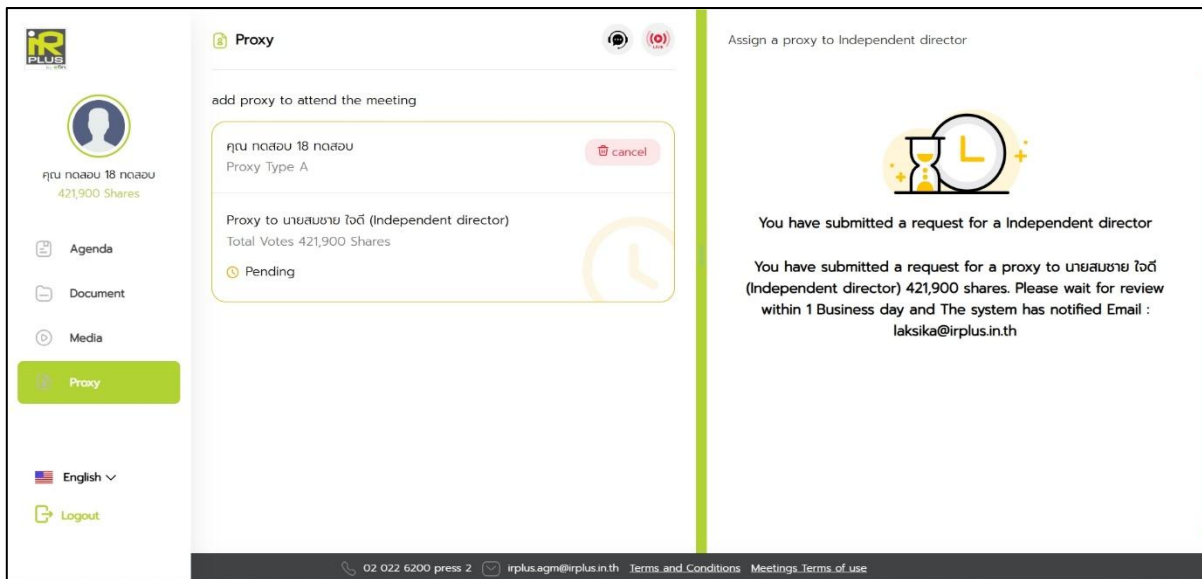 iR
PLUS
Proxy
LIVE
Assign a proxy to Independent director
add proxy to attend the meeting
คุณ ทดสอบ 18 ทดสอบ
cancel
Proxy Type A
คุณ ทดสอบ 18 ทดสอบ
421,900 Shares
Proxy to นายสมชาย ใจดี (Independent director)
Total Votes 421,900 Shares
Pending
You have submitted a request for a Independent director
You have submitted a request for a proxy to นายสมชาย ใจดี
(Independent director) 421,900 shares. Please wait for review
within 1 Business day and The system has notified Email :
laksika@irplus.in.th
Agenda
Document
Media
Proxy
English
Logout
02 022 6200 press 2 irplus.agm@irplus.in.th Terms and Conditions Meetings Terms of use